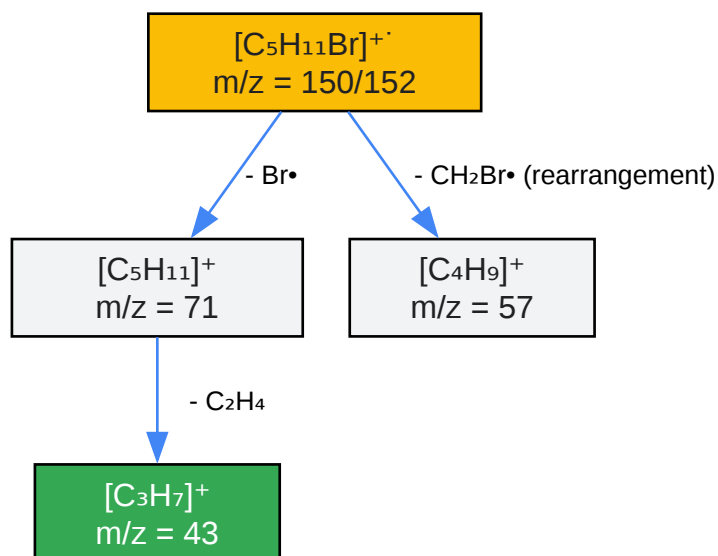 [C₅H₁₁Br]⁺˙
m/z = 150/152
- Br•
- CH₂Br• (rearrangement)
[C₅H₁₁]⁺
m/z = 71
[C₄H₉]⁺
m/z = 57
- C₂H₄
[C₃H₇]⁺
m/z = 43